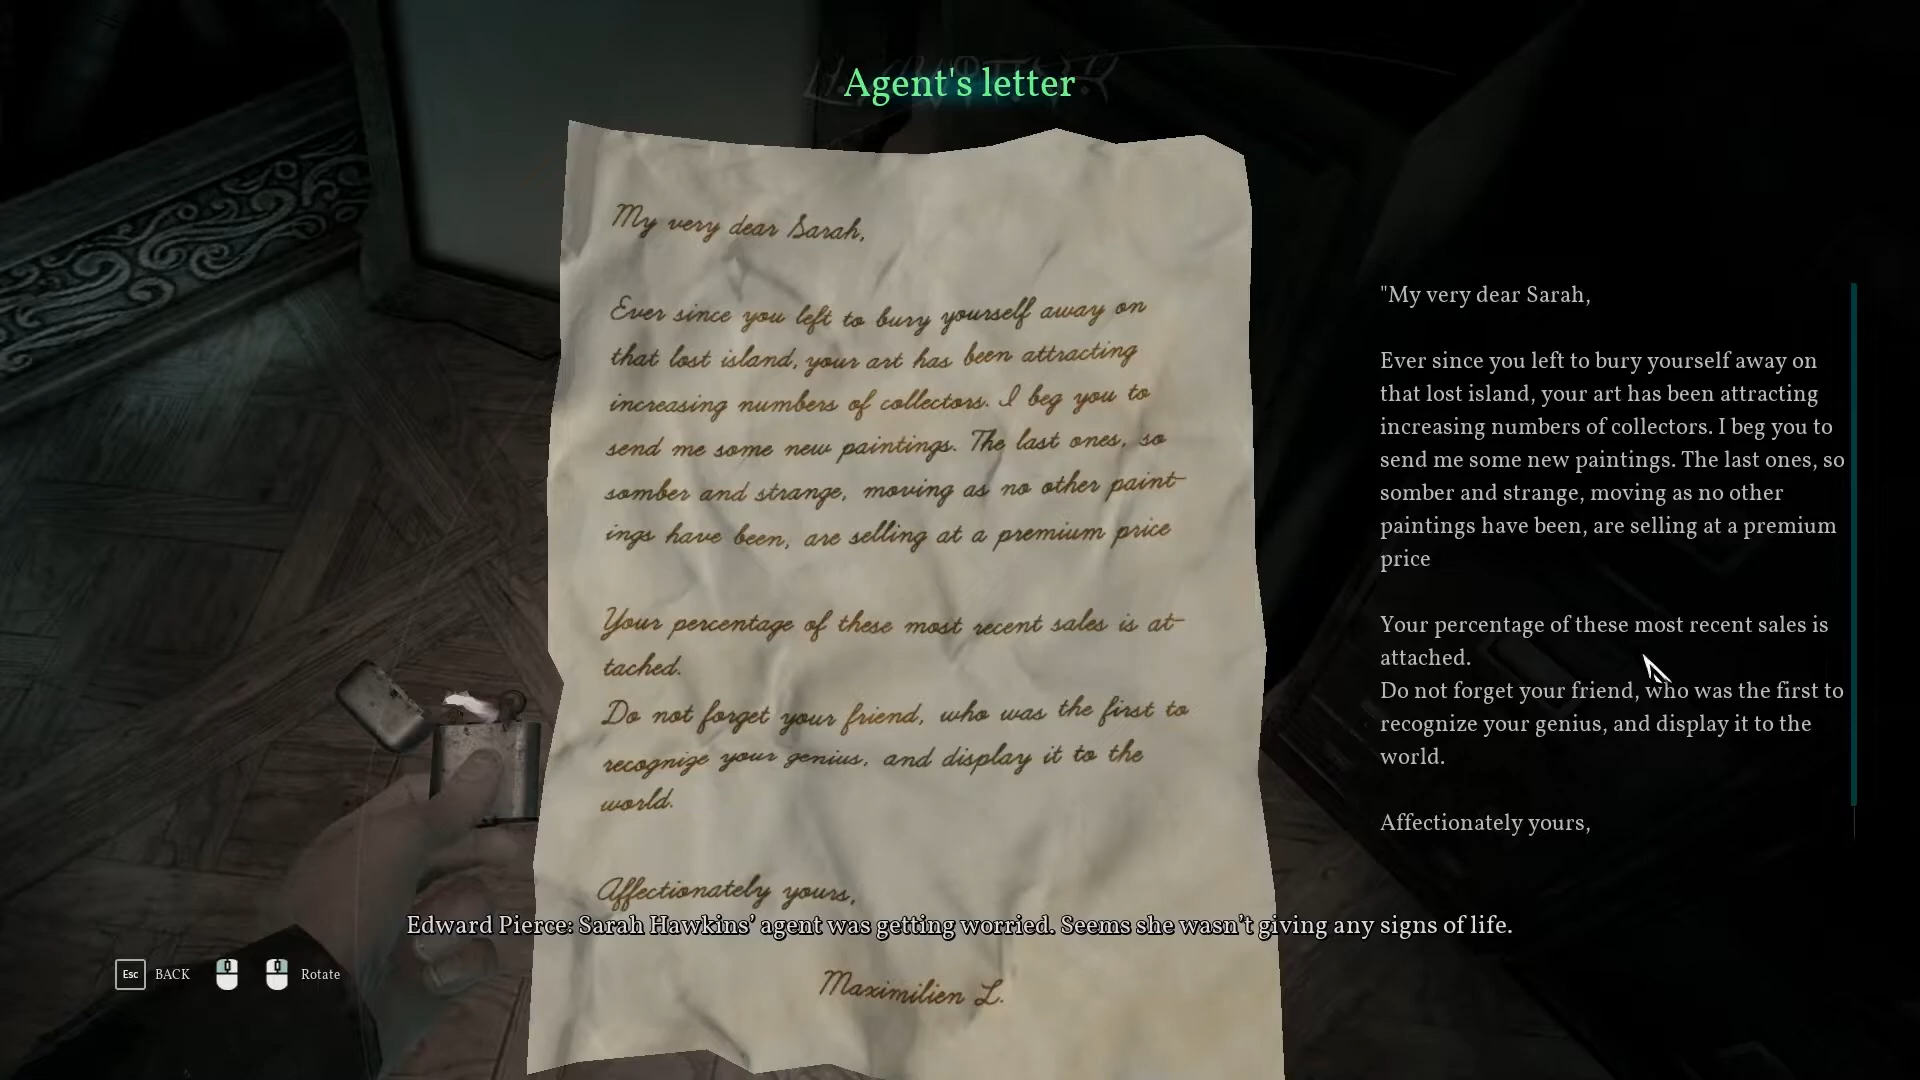 Agent's letter
My very dear Sarah,
Ever since you left to bury yourself away on
that lost island, your art has been attracting
increasing numbers of collectors. I beg you to
send me some new paintings. The last ones, so
somber and strange, moving as no other paint-
ings have been, are selling at a premium price
Your percentage of these most recent sales is at-
tached.
Do not forget your friend, who was the first to
recognize your genius, and display it to the
world.
Affectionately yours,
Maximilien L.
"My very dear Sarah,
Ever since you left to bury yourself away on
that lost island, your art has been attracting
increasing numbers of collectors. I beg you to
send me some new paintings. The last ones, so
somber and strange, moving as no other
paintings have been, are selling at a premium
price
Your percentage of these most recent sales is
attached.
Do not forget your friend, who was the first to
recognize your genius, and display it to the
world.
Affectionately yours,
Edward Pierce: Sarah Hawkins’ agent was getting worried. Seems she wasn’t giving any signs of life.
Esc BACK Rotate